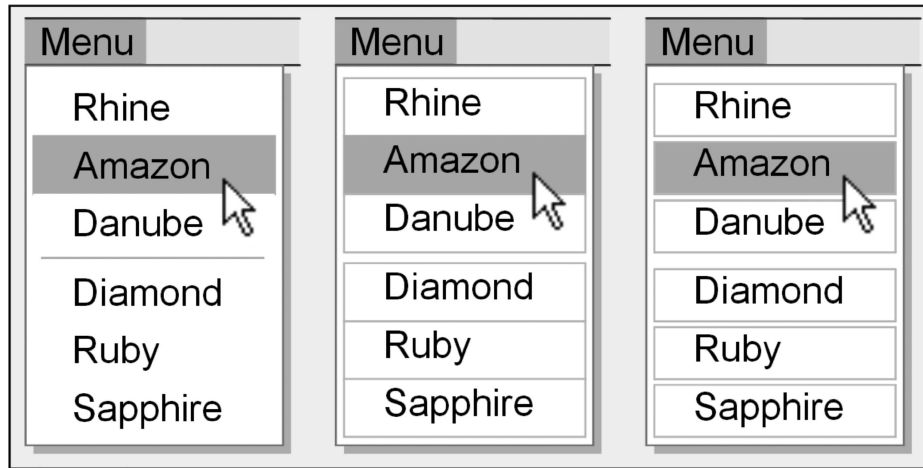 Menu
Rhine
Amazon
Danube
Diamond
Ruby
Sapphire
Menu
Rhine
Amazon
Danube
Diamond
Ruby
Sapphire
Menu
Rhine
Amazon
Danube
Diamond
Ruby
Sapphire